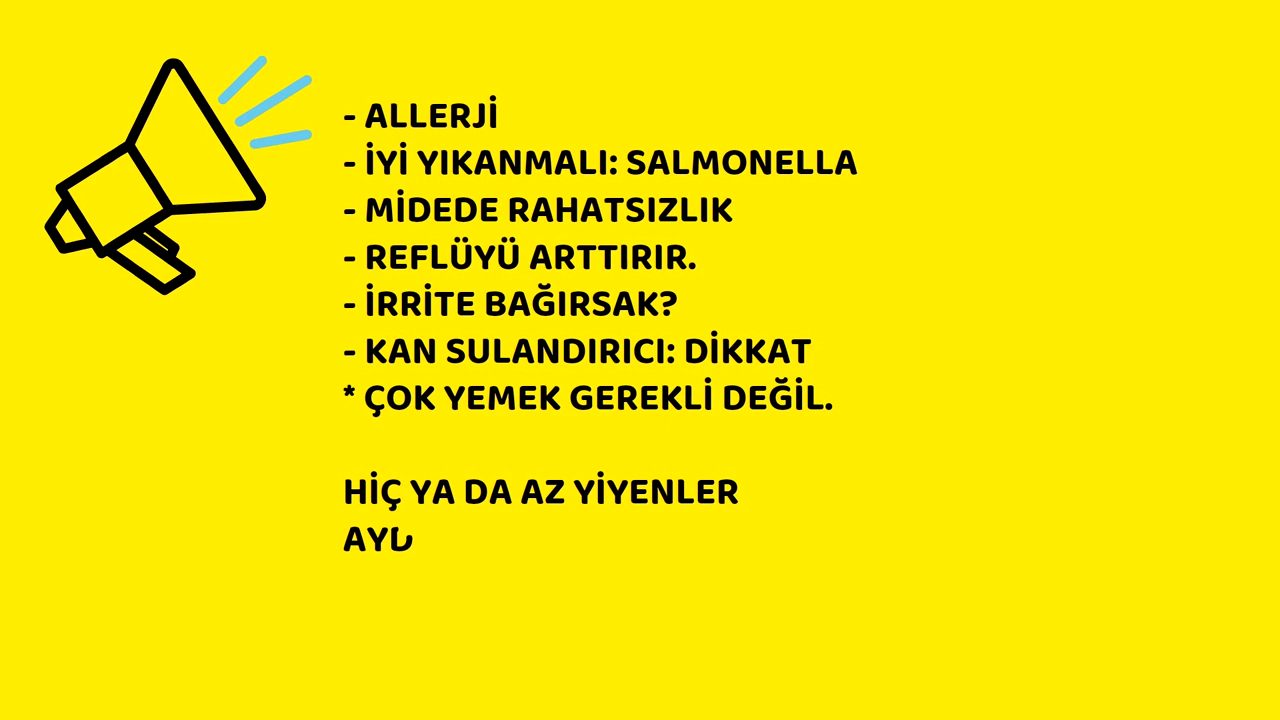 - ALLERJİ
- İYİ YIKANMALI: SALMONELLA
- MİDEDE RAHATSIZLIK
- REFLÜYÜ ARTTIRIR.
- İRRİTE BAĞIRSAK?
- KAN SULANDIRICI: DİKKAT
* ÇOK YEMEK GEREKLİ DEĞİL.
HİÇ YA DA AZ YİYENLER